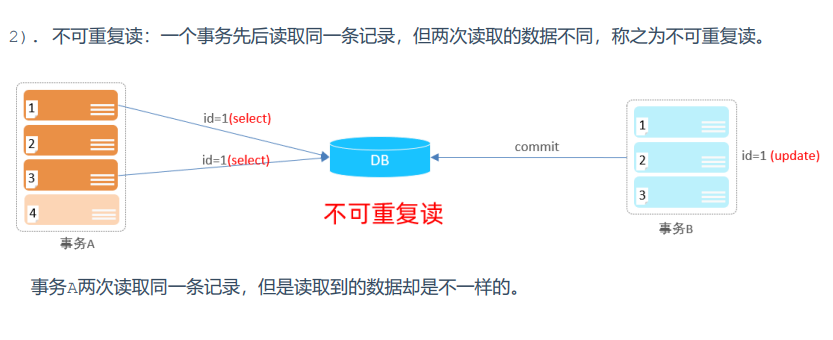 2). 不可重复读：一个事务先后读取同一条记录，但两次读取的数据不同，称之为不可重复读。
1
2
3
4
事务A
id=1(select)
id=1(select)
DB
不可重复读
commit
1
2
3
id=1 (update)
事务B
事务A两次读取同一条记录，但是读取到的数据却是不一样的。